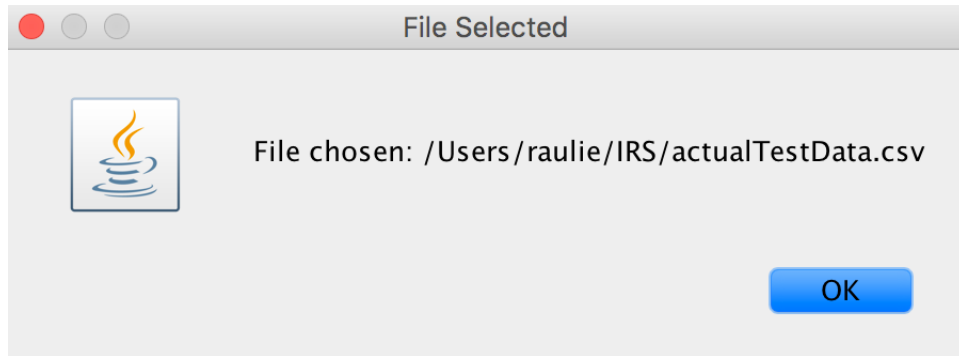 File Selected
File chosen: /Users/raulie/IRS/actualTestData.csv
OK